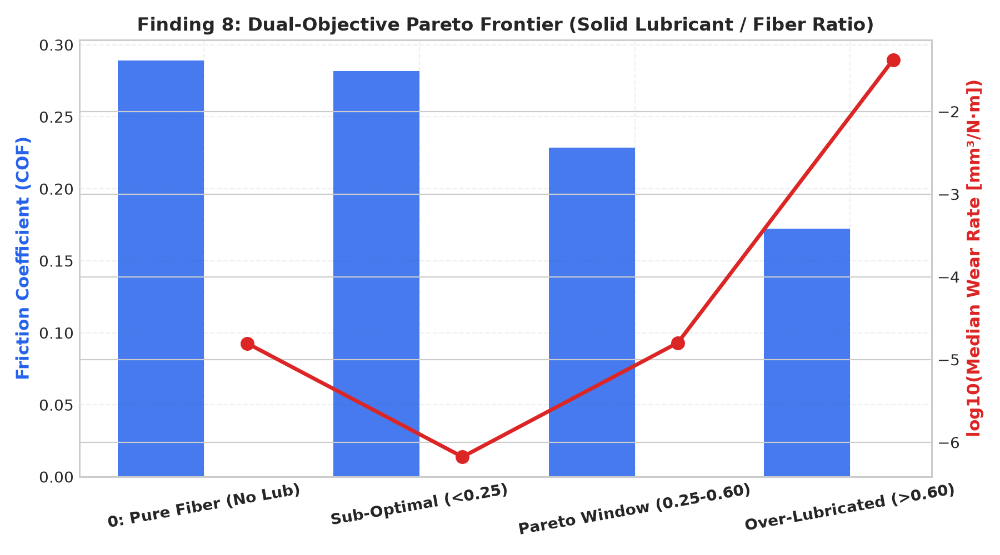 Finding 8: Dual-Objective Pareto Frontier (Solid Lubricant / Fiber Ratio)
Friction Coefficient (COF)
0.30
0.25
0.20
0.15
0.10
0.05
0.00
−2
−3
−4
−5
−6
log10(Median Wear Rate [mm³/N·m])
0: Pure Fiber (No Lub)
Sub-Optimal (<0.25)
Pareto Window (0.25-0.60)
Over-Lubricated (>0.60)